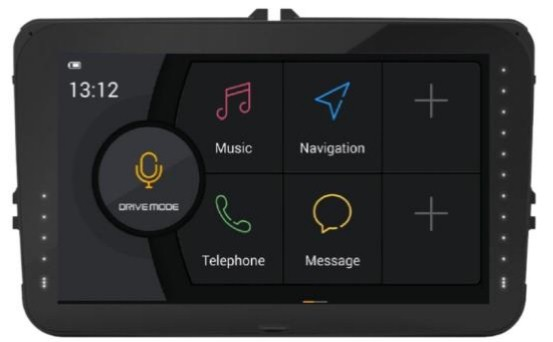 13:12
Music
Navigation
DRIVE MODE
Telephone
Message